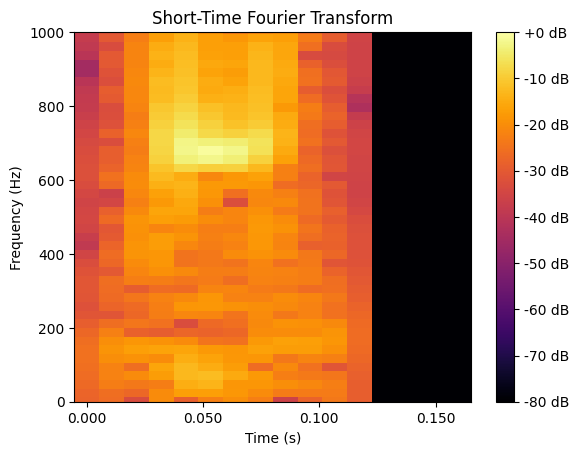 Short-Time Fourier Transform
1000
800
600
400
200
0
Frequency (Hz)
0.000
0.050
0.100
0.150
Time (s)
+0 dB
-10 dB
-20 dB
-30 dB
-40 dB
-50 dB
-60 dB
-70 dB
-80 dB